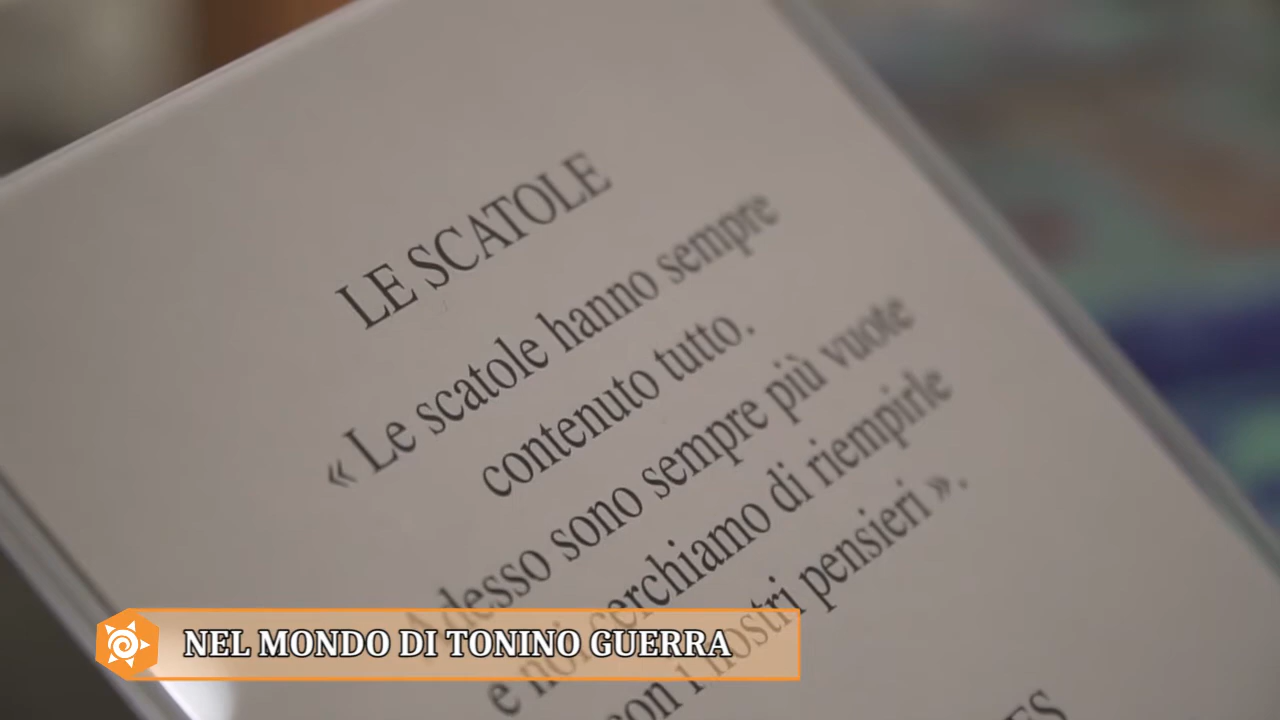 LE SCATOLE
« Le scatole hanno sempre
contenuto tutto.
Adesso sono sempre più vuote
e noi cerchiamo di riempirle
con i nostri pensieri ».
ES
NEL MONDO DI TONINO GUERRA